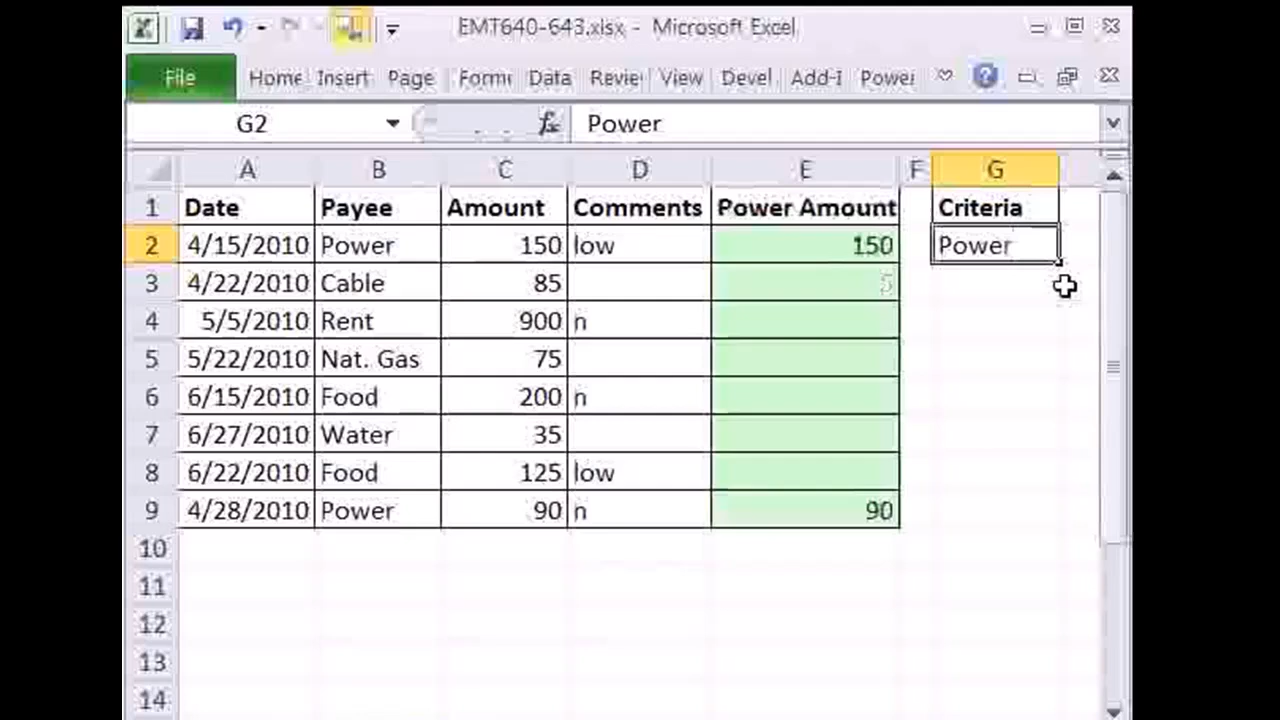 EMT640-643.xlsx - Microsoft Excel
File Home Insert Page Formu Data Review View Devel Add-I Power
G2 fx Power
A B C D E F G
1 Date Payee Amount Comments Power Amount Criteria
2 4/15/2010 Power 150 low 150 Power
3 4/22/2010 Cable 85
4 5/5/2010 Rent 900 n
5 5/22/2010 Nat. Gas 75
6 6/15/2010 Food 200 n
7 6/27/2010 Water 35
8 6/22/2010 Food 125 low
9 4/28/2010 Power 90 n 90
10
11
12
13
14